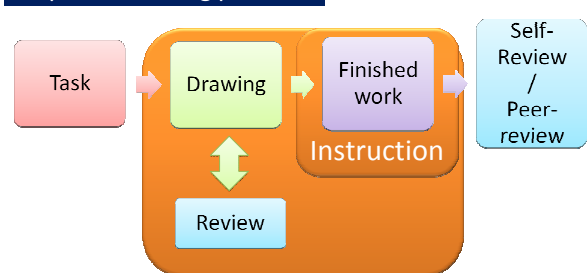 Task
Drawing
Finished
work
Instruction
Review
Self-
Review
/
Peer-
review